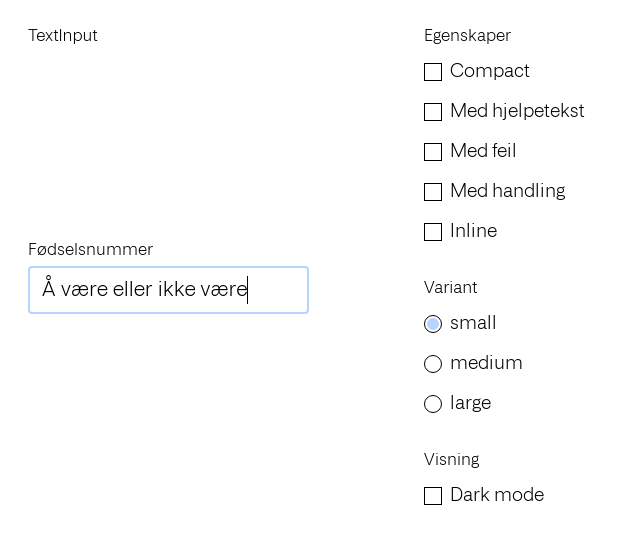 TextInput
Fødselsnummer
Å være eller ikke være
Egenskaper
Compact
Med hjelpetekst
Med feil
Med handling
Inline
Variant
small
medium
large
Visning
Dark mode